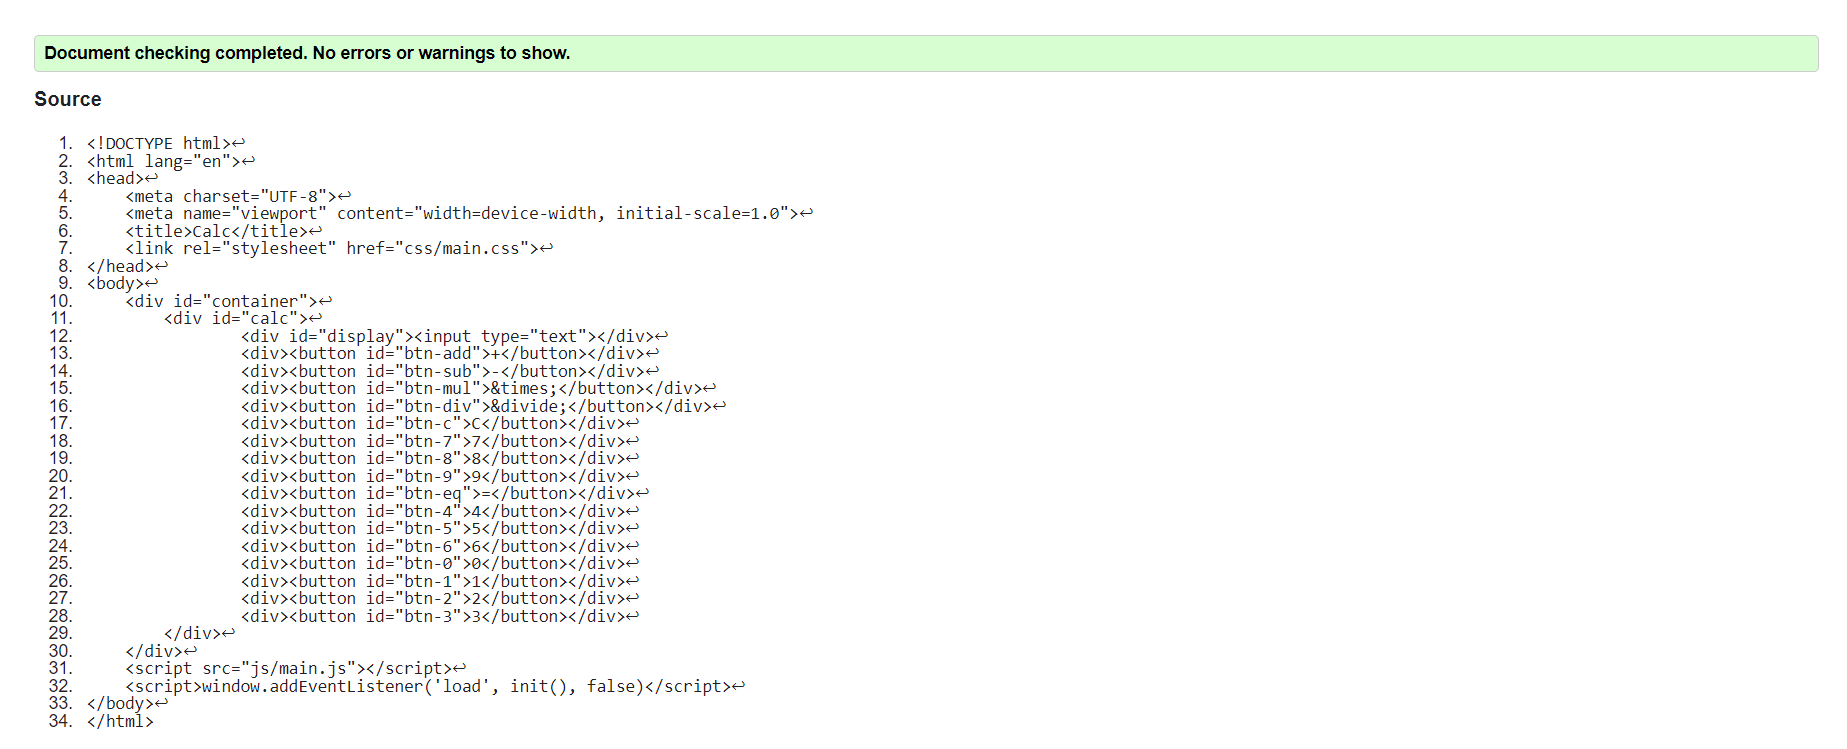 Document checking completed. No errors or warnings to show.
Source
1. <!DOCTYPE html>↩
2. <html lang="en">↩
3. <head>↩
4.     <meta charset="UTF-8">↩
5.     <meta name="viewport" content="width=device-width, initial-scale=1.0">↩
6.     <title>Calc</title>↩
7.     <link rel="stylesheet" href="css/main.css">↩
8. </head>↩
9. <body>↩
10.     <div id="container">↩
11.         <div id="calc">↩
12.                 <div id="display"><input type="text"></div>↩
13.                 <div><button id="btn-add">+</button></div>↩
14.                 <div><button id="btn-sub">-</button></div>↩
15.                 <div><button id="btn-mul">&times;</button></div>↩
16.                 <div><button id="btn-div">&divide;</button></div>↩
17.                 <div><button id="btn-c">C</button></div>↩
18.                 <div><button id="btn-7">7</button></div>↩
19.                 <div><button id="btn-8">8</button></div>↩
20.                 <div><button id="btn-9">9</button></div>↩
21.                 <div><button id="btn-eq">=</button></div>↩
22.                 <div><button id="btn-4">4</button></div>↩
23.                 <div><button id="btn-5">5</button></div>↩
24.                 <div><button id="btn-6">6</button></div>↩
25.                 <div><button id="btn-0">0</button></div>↩
26.                 <div><button id="btn-1">1</button></div>↩
27.                 <div><button id="btn-2">2</button></div>↩
28.                 <div><button id="btn-3">3</button></div>↩
29.         </div>↩
30.     </div>↩
31.     <script src="js/main.js"></script>↩
32.     <script>window.addEventListener('load', init(), false)</script>↩
33. </body>↩
34. </html>